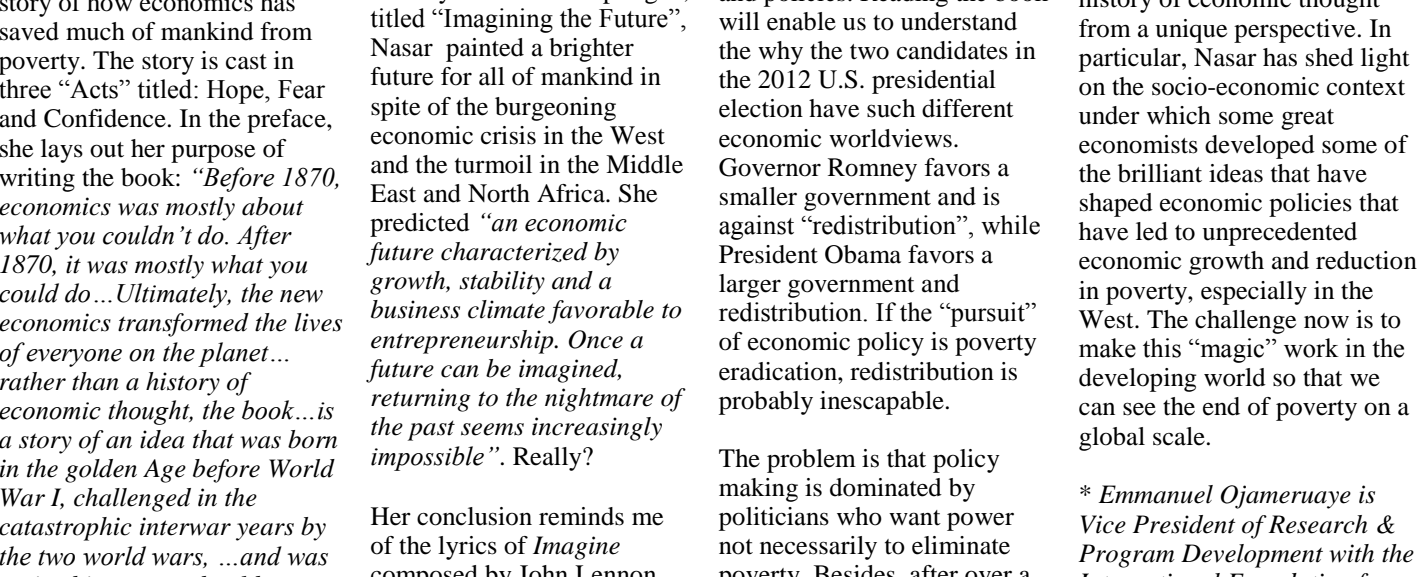 story of how economics has
saved much of mankind from
poverty. The story is cast in
three “Acts” titled: Hope, Fear
and Confidence. In the preface,
she lays out her purpose of
writing the book: “Before 1870,
economics was mostly about
what you couldn’t do. After
1870, it was mostly what you
could do…Ultimately, the new
economics transformed the lives
of everyone on the planet…
rather than a history of
economic thought, the book…is
a story of an idea that was born
in the golden Age before World
War I, challenged in the
catastrophic interwar years by
the two world wars, …and was
titled “Imagining the Future”,
Nasar painted a brighter
future for all of mankind in
spite of the burgeoning
economic crisis in the West
and the turmoil in the Middle
East and North Africa. She
predicted “an economic
future characterized by
growth, stability and a
business climate favorable to
entrepreneurship. Once a
future can be imagined,
returning to the nightmare of
the past seems increasingly
impossible”. Really?
Her conclusion reminds me
of the lyrics of Imagine
composed by John Lennon
and policies. Reading the book
will enable us to understand
the why the two candidates in
the 2012 U.S. presidential
election have such different
economic worldviews.
Governor Romney favors a
smaller government and is
against “redistribution”, while
President Obama favors a
larger government and
redistribution. If the “pursuit”
of economic policy is poverty
eradication, redistribution is
probably inescapable.
The problem is that policy
making is dominated by
politicians who want power
not necessarily to eliminate
poverty. Besides, after over a
history of economic thought
from a unique perspective. In
particular, Nasar has shed light
on the socio-economic context
under which some great
economists developed some of
the brilliant ideas that have
shaped economic policies that
have led to unprecedented
economic growth and reduction
in poverty, especially in the
West. The challenge now is to
make this “magic” work in the
developing world so that we
can see the end of poverty on a
global scale.
* Emmanuel Ojameruaye is
Vice President of Research &
Program Development with the